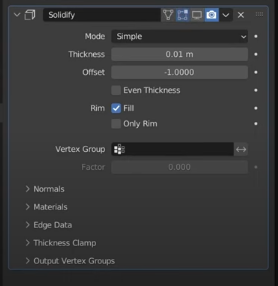 Solidify
Mode Simple
Thickness 0.01 m
Offset -1.0000
Even Thickness
Rim Fill
Only Rim
Vertex Group
Factor 0.000
Normals
Materials
Edge Data
Thickness Clamp
Output Vertex Groups